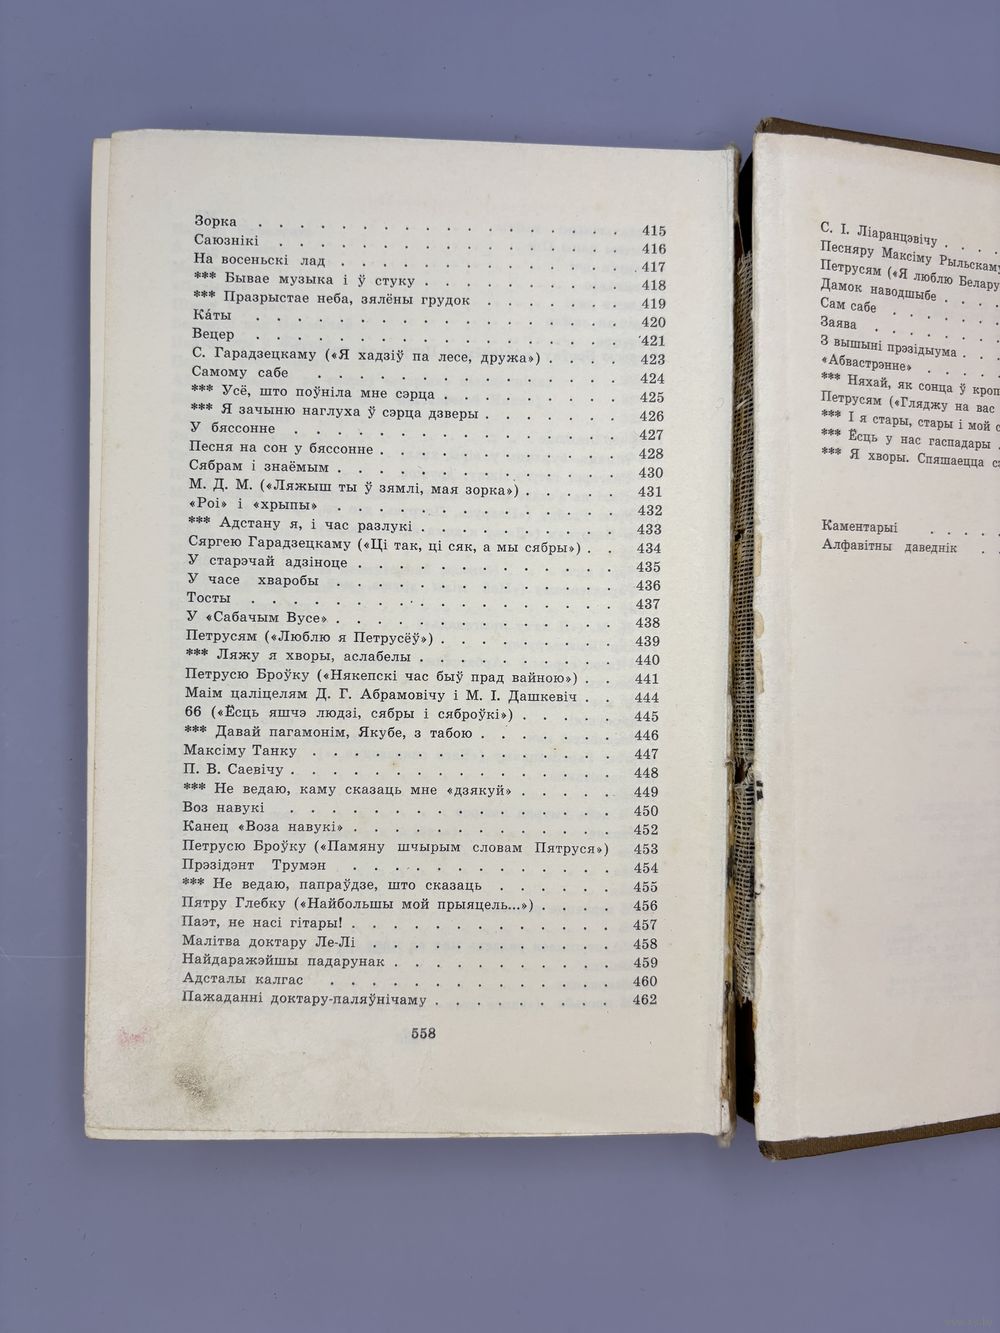 Зорка . . . . . . . . . . . . . . . . . . 415
Саюзнікі . . . . . . . . . . . . . . . . . 416
На восеньскі лад . . . . . . . . . . . . . . 417
*** Бывае музыка і ў стуку . . . . . . . . . . 418
*** Празрыстае неба, зялёны грудок . . . . . . . 419
Ка́ты . . . . . . . . . . . . . . . . . . 420
Вецер . . . . . . . . . . . . . . . . . . 421
С. Гарадзецкаму («Я хадзіў па лесе, дружа») . . . . 423
Самому сабе . . . . . . . . . . . . . . . 424
*** Усё, што поўніла мне сэрца . . . . . . . . . 425
*** Я зачыню наглуха ў сэрца дзверы . . . . . . . 426
У бяссонне . . . . . . . . . . . . . . . . 427
Песня на сон у бяссонне . . . . . . . . . . . . 428
Сябрам і знаёмым . . . . . . . . . . . . . . 430
М. Д. М. («Ляжыш ты ў зямлі, мая зорка») . . . . . 431
«Роі» і «хрыпы» . . . . . . . . . . . . . . 432
*** Адстану я, і час разлукі . . . . . . . . . . 433
Сяргею Гарадзецкаму («Ці так, ці сяк, а мы сябры») . . 434
У старэчай адзіноце . . . . . . . . . . . . . 435
У часе хваробы . . . . . . . . . . . . . . 436
Тосты . . . . . . . . . . . . . . . . . . 437
У «Сабачым Вусе» . . . . . . . . . . . . . . 438
Петрусям («Люблю я Петрусёў») . . . . . . . . . 439
*** Ляжу я хворы, аслабелы . . . . . . . . . . 440
Петрусю Броўку («Някепскі час быў прад вайною») . . 441
Маім цаліцелям Д. Г. Абрамовічу і М. І. Дашкевіч . . 444
66 («Ёсць яшчэ людзі, сябры і сяброўкі») . . . . . 445
*** Давай пагамонім, Якубе, з табою . . . . . . . 446
Максіму Танку . . . . . . . . . . . . . . . 447
П. В. Саевічу . . . . . . . . . . . . . . . . 448
*** Не ведаю, каму сказаць мне «дзякуй» . . . . . 449
Воз навукі . . . . . . . . . . . . . . . . 450
Канец «Воза навукі» . . . . . . . . . . . . . 452
Петрусю Броўку («Памяну шчырым словам Пятруся») 453
Прэзідэнт Трумэн . . . . . . . . . . . . . 454
*** Не ведаю, папраўдзе, што сказаць . . . . . . 455
Пятру Глебку («Найбольшы мой прыяцель...») . . . . 456
Паэт, не насі гітары! . . . . . . . . . . . . . 457
Малітва доктару Ле-Лі . . . . . . . . . . . . 458
Найдаражэйшы падарунак . . . . . . . . . . . 459
Адсталы калгас . . . . . . . . . . . . . . 460
Пажаданні доктару-паляўнічаму . . . . . . . . . 462
558
С. І. Ліаранцэвічу . . .
Песняру Максіму Рыльскаму
Петрусям («Я люблю Белару
Дамок наводшыбе . . .
Сам сабе . . . . . .
Заява . . . . . . .
З вышыні прэзідыума . .
«Абвастрэнне» . . . .
*** Няхай, як сонца ў кроп
Петрусям («Гляджу на вас
*** І я стары, стары і мой с
*** Ёсць у нас гаспадары .
*** Я хворы. Спяшаецца
Каментарыі . . . .
Алфавітны даведнік . .